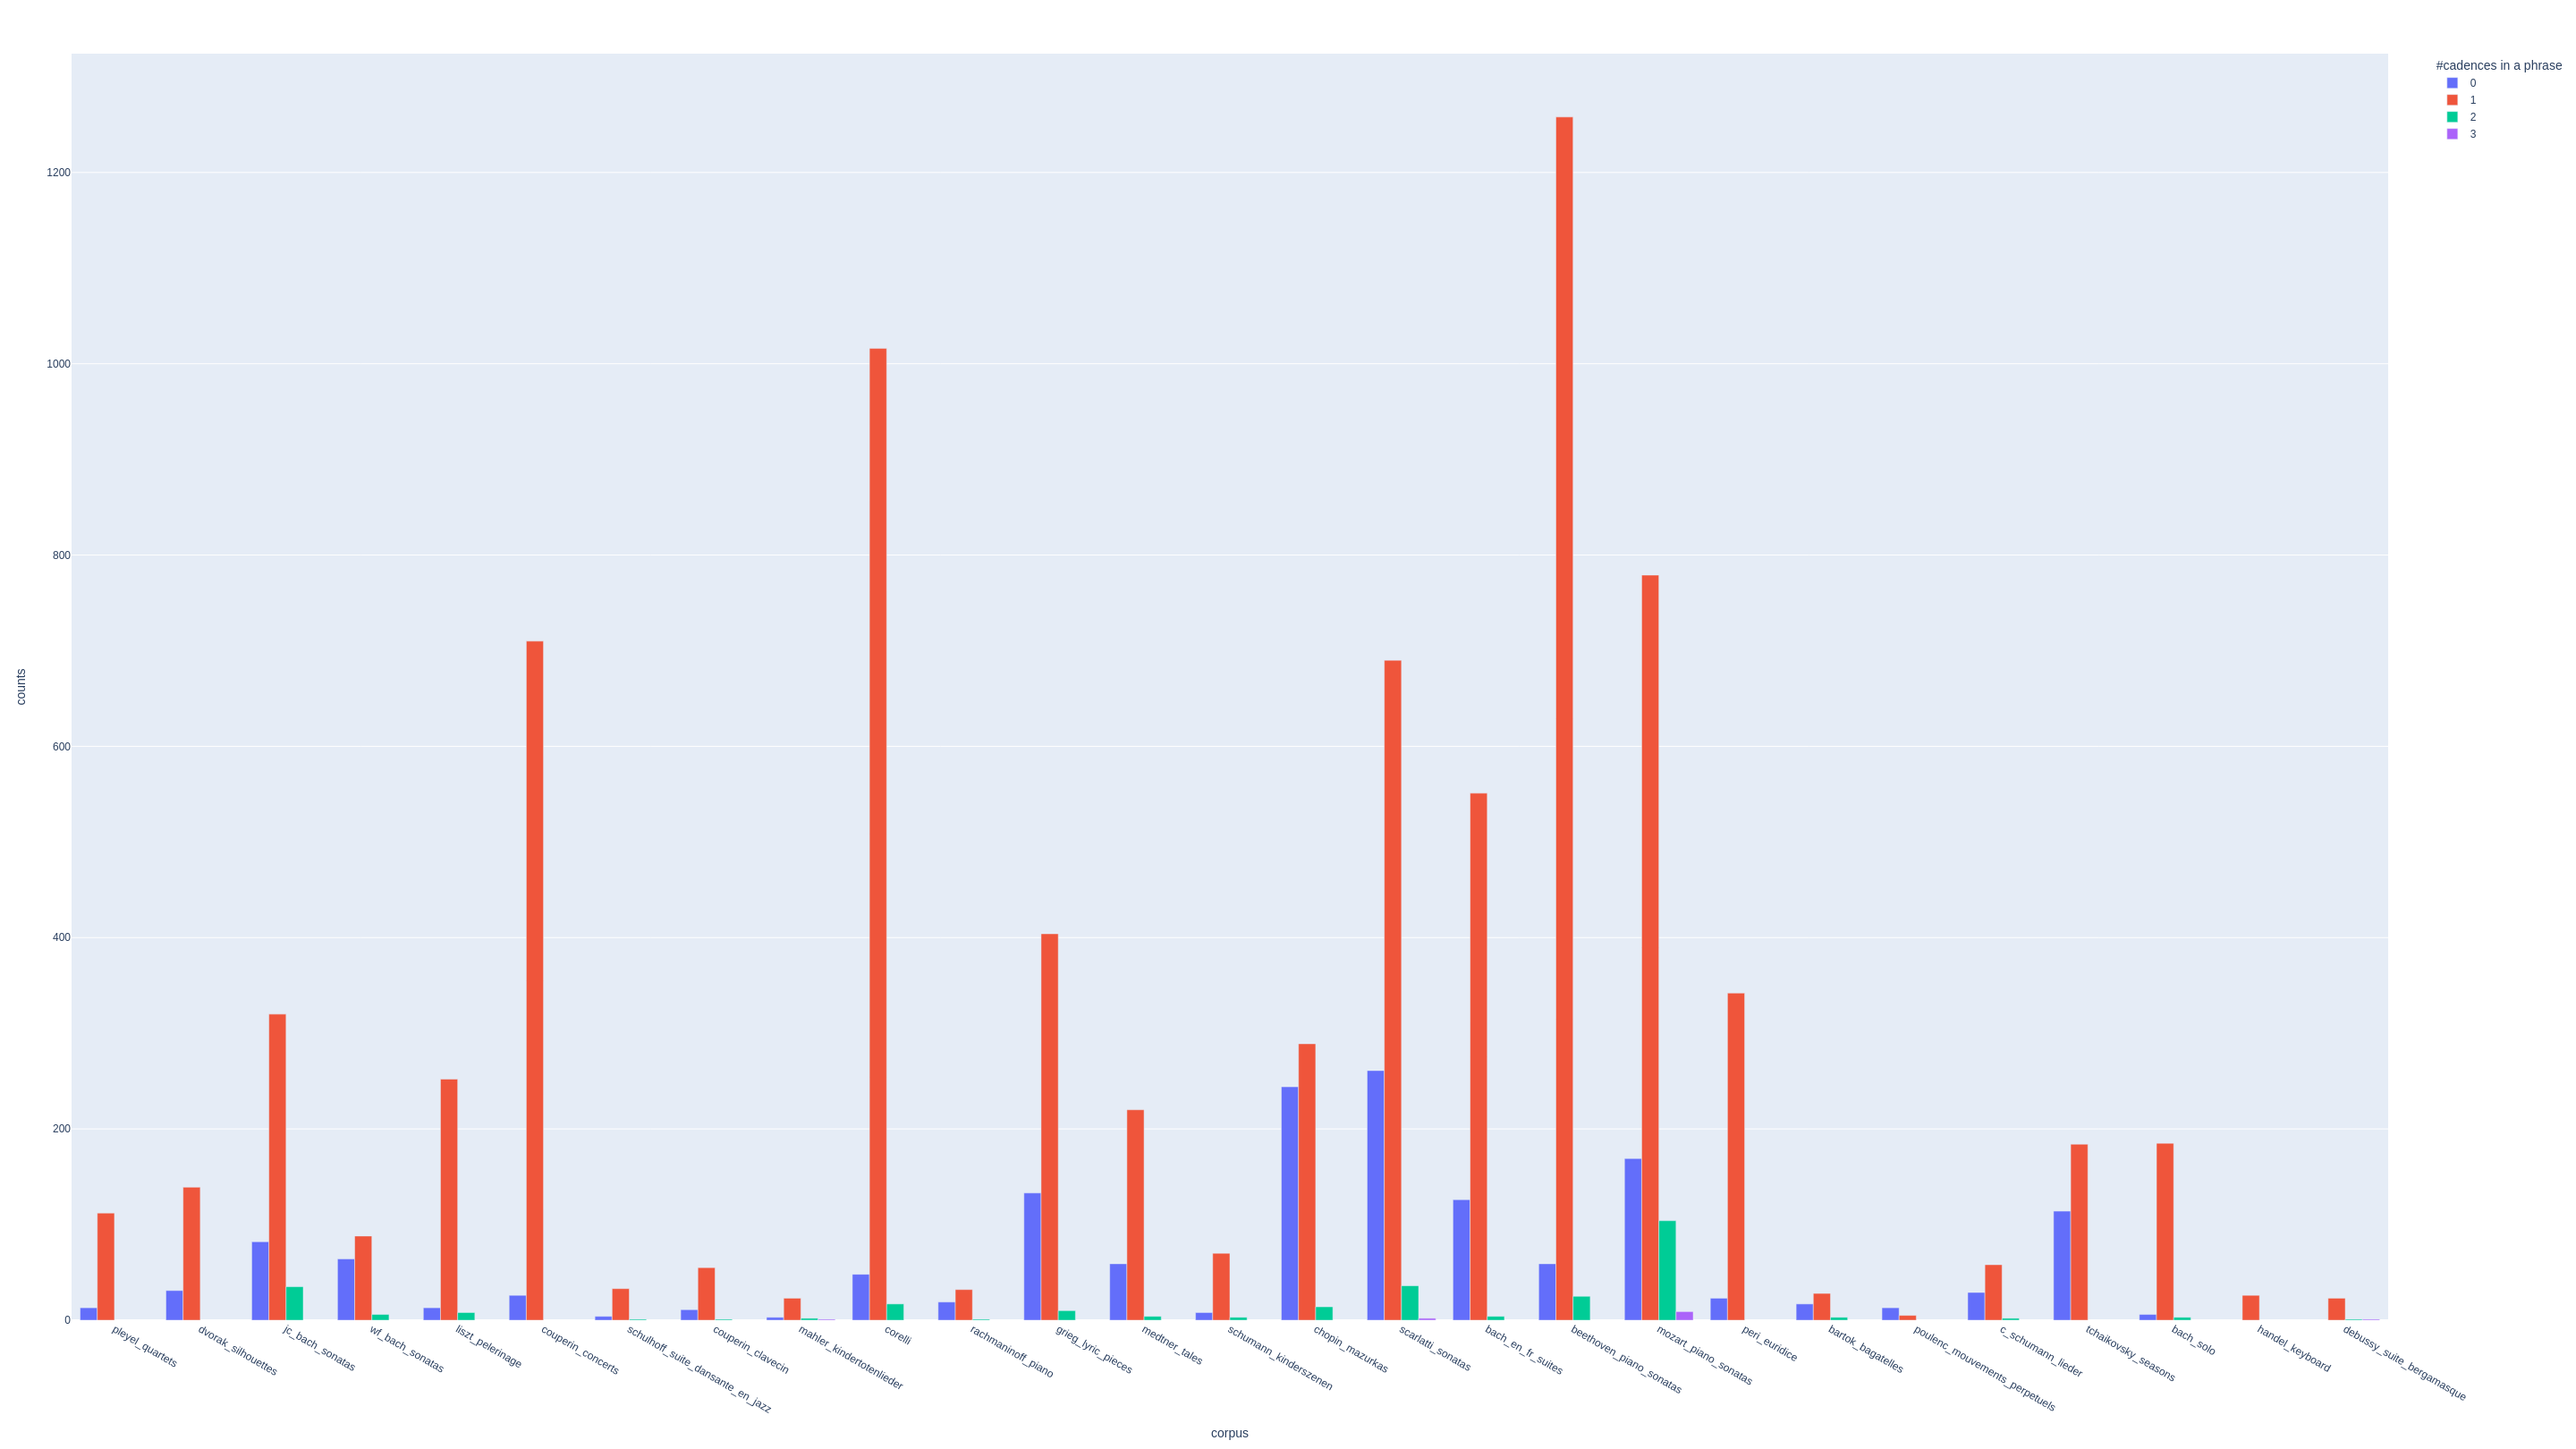 #cadences in a phrase
0
1
2
3
1200
1000
800
600
400
200
0
counts
pleyel_quartets
dvorak_silhouettes
jc_bach_sonatas
wf_bach_sonatas
liszt_pelerinage
couperin_concerts
schulhoff_suite_dansante_en_jazz
couperin_clavecin
mahler_kindertotenlieder
corelli
rachmaninoff_piano
grieg_lyric_pieces
medtner_tales
schumann_kinderszenen
chopin_mazurkas
scarlatti_sonatas
bach_en_fr_suites
beethoven_piano_sonatas
mozart_piano_sonatas
peri_euridice
bartok_bagatelles
poulenc_mouvements_perpetuels
c_schumann_lieder
tchaikovsky_seasons
bach_solo
handel_keyboard
debussy_suite_bergamasque
corpus